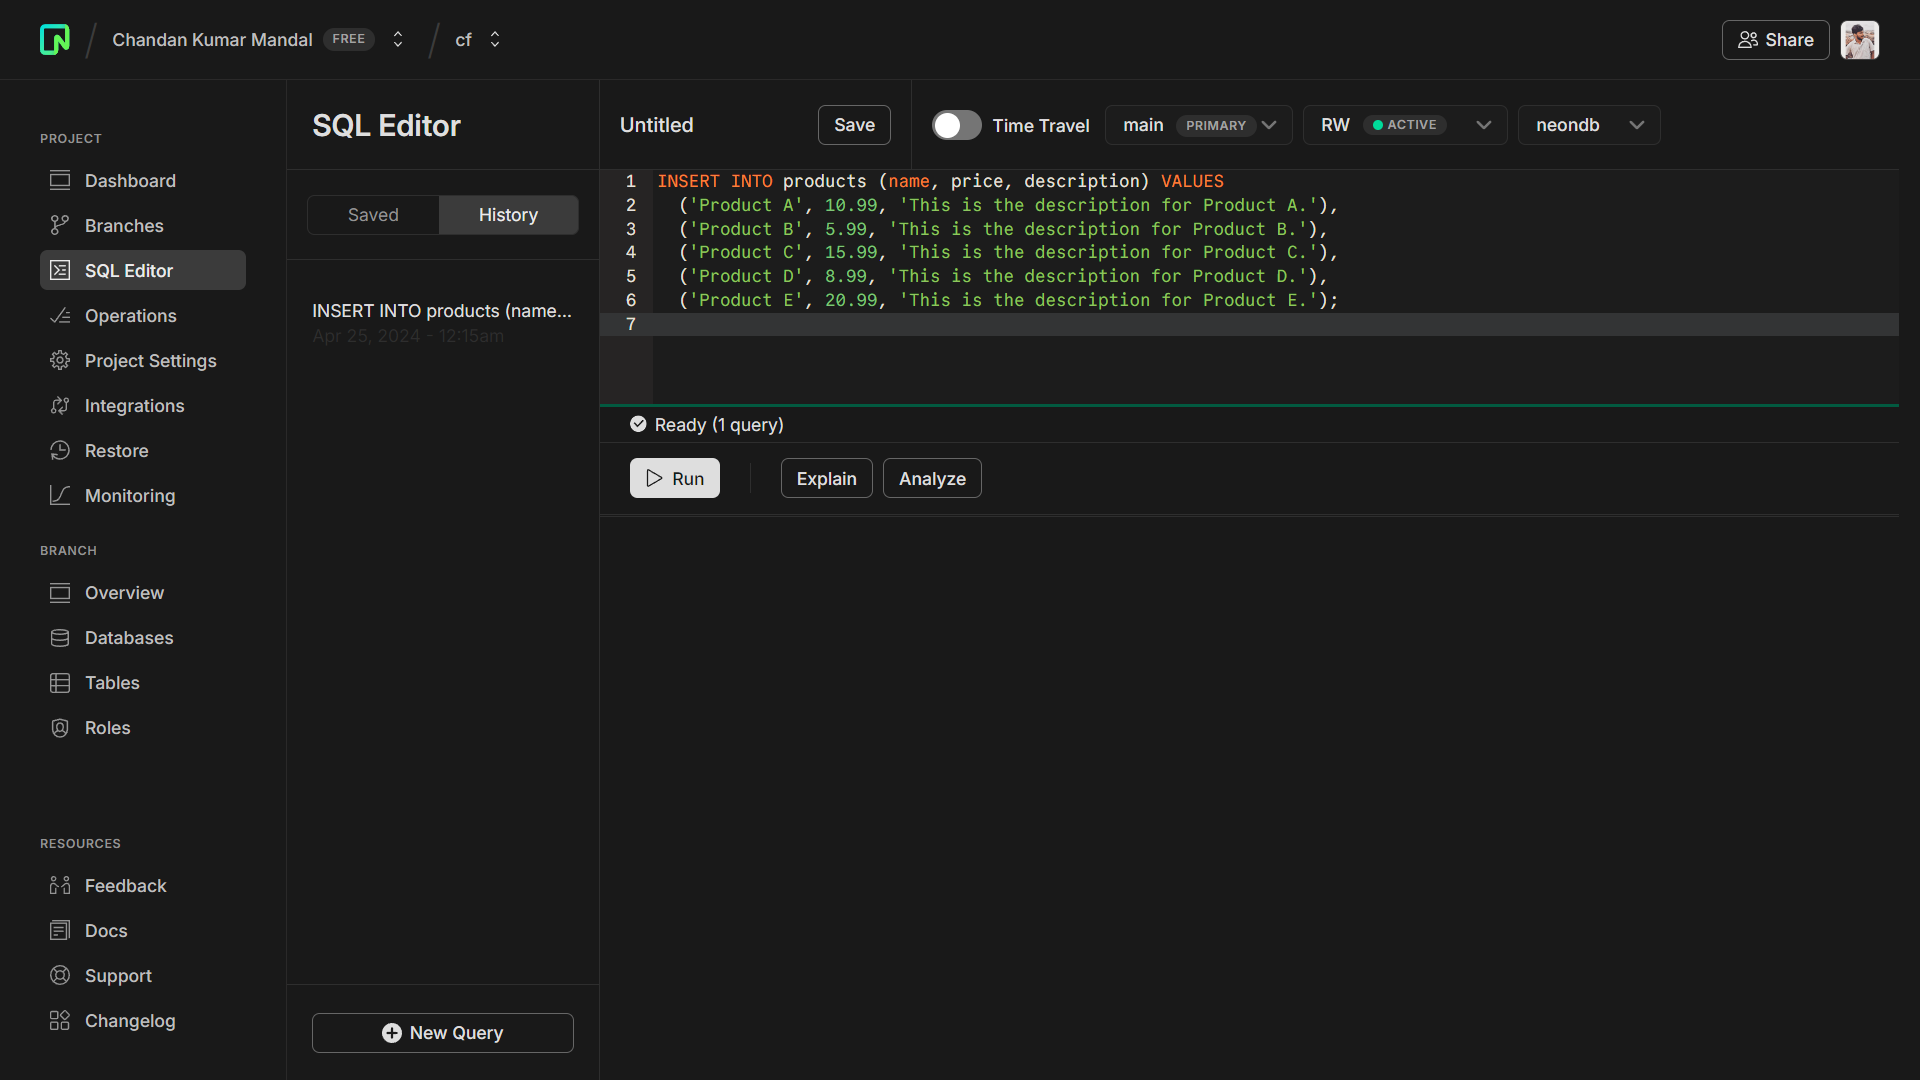 Chandan Kumar Mandal FREE
cf
Share
PROJECT
Dashboard
Branches
SQL Editor
Operations
Project Settings
Integrations
Restore
Monitoring
BRANCH
Overview
Databases
Tables
Roles
RESOURCES
Feedback
Docs
Support
Changelog
SQL Editor
Saved
History
INSERT INTO products (name...
Apr 25, 2024 - 12:15am
New Query
Untitled
Save
Time Travel
main PRIMARY
RW ACTIVE
neondb
1 INSERT INTO products (name, price, description) VALUES
2 ('Product A', 10.99, 'This is the description for Product A.'),
3 ('Product B', 5.99, 'This is the description for Product B.'),
4 ('Product C', 15.99, 'This is the description for Product C.'),
5 ('Product D', 8.99, 'This is the description for Product D.'),
6 ('Product E', 20.99, 'This is the description for Product E.');
7
Ready (1 query)
Run
Explain
Analyze